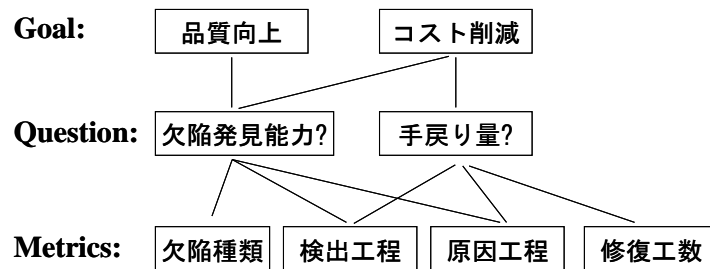 Goal: 品質向上 コスト削減
Question: 欠陥発見能力? 手戻り量?
Metrics: 欠陥種類 検出工程 原因工程 修復工数